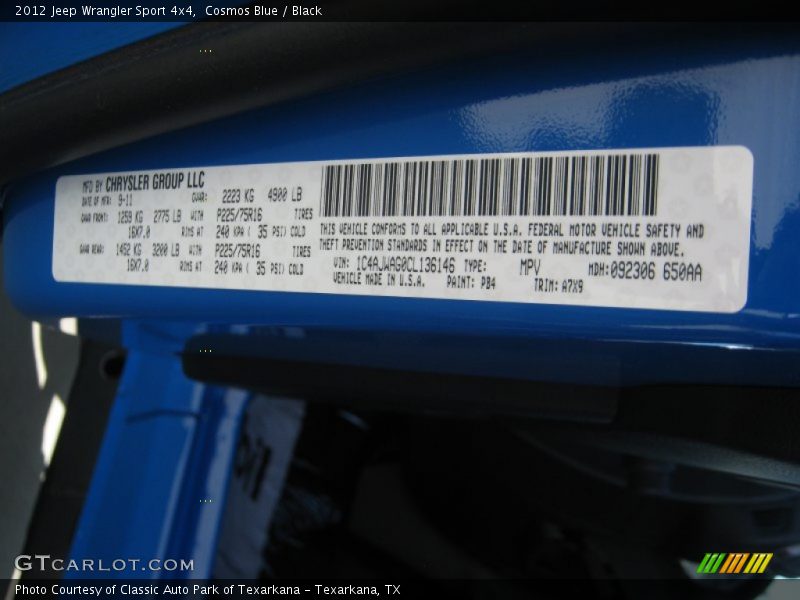 2012 Jeep Wrangler Sport 4x4,  Cosmos Blue / Black
MFD BY CHRYSLER GROUP LLC
DATE OF MFR: 9-11 GVWR: 2223 KG 4900 LB
GAWR FRONT: 1259 KG 2775 LB WITH P225/75R16 TIRES
16X7.0 RIMS AT 240 KPA ( 35 PSI) COLD
GAWR REAR: 1452 KG 3200 LB WITH P225/75R16 TIRES
16X7.0 RIMS AT 240 KPA ( 35 PSI) COLD
THIS VEHICLE CONFORMS TO ALL APPLICABLE U.S.A. FEDERAL MOTOR VEHICLE SAFETY AND
THEFT PREVENTION STANDARDS IN EFFECT ON THE DATE OF MANUFACTURE SHOWN ABOVE.
VIN: 1C4AJWAG0CL136146 TYPE: MPV MDH:092306 650AA
VEHICLE MADE IN U.S.A. PAINT: PB4 TRIM: A7X9
GTCARLOT.COM
Photo Courtesy of Classic Auto Park of Texarkana - Texarkana, TX